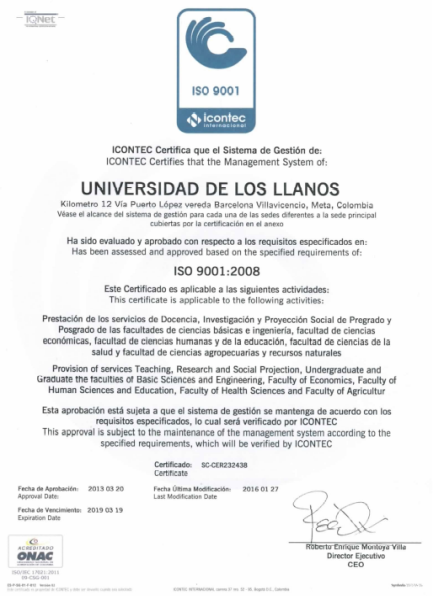 IQNet
ISO 9001
icontec
internacional
ICONTEC Certifica que el Sistema de Gestión de:
ICONTEC Certifies that the Management System of:
UNIVERSIDAD DE LOS LLANOS
Kilometro 12 Vía Puerto López vereda Barcelona Villavicencio, Meta, Colombia
Véase el alcance del sistema de gestión para cada una de las sedes diferentes a la sede principal
cubiertas por la certificación en el anexo
Ha sido evaluado y aprobado con respecto a los requisitos especificados en:
Has been assessed and approved based on the specified requirements of:
ISO 9001:2008
Este Certificado es aplicable a las siguientes actividades:
This certificate is applicable to the following activities:
Prestación de los servicios de Docencia, Investigación y Proyección Social de Pregrado y
Posgrado de las facultades de ciencias básicas e ingeniería, facultad de ciencias
económicas, facultad de ciencias humanas y de la educación, facultad de ciencias de la
salud y facultad de ciencias agropecuarias y recursos naturales
Provision of services Teaching, Research and Social Projection, Undergraduate and
Graduate the faculties of Basic Sciences and Engineering, Faculty of Economics, Faculty of
Human Sciences and Education, Faculty of Health Sciences and Faculty of Agricultur
Esta aprobación está sujeta a que el sistema de gestión se mantenga de acuerdo con los
requisitos especificados, lo cual será verificado por ICONTEC
This approval is subject to the maintenance of the management system according to the
specified requirements, which will be verified by ICONTEC
Certificado: SC-CER232438
Certificate
Fecha de Aprobación: 2013 03 20
Approval Date:
Fecha Última Modificación: 2016 01 27
Last Modification Date
Fecha de Vencimiento: 2019 03 19
Expiration Date
Roberto Enrique Montoya Villa
Director Ejecutivo
CEO
ACREDITADO
ONAC
ISO/IEC 17021:2011
09-CSG-001